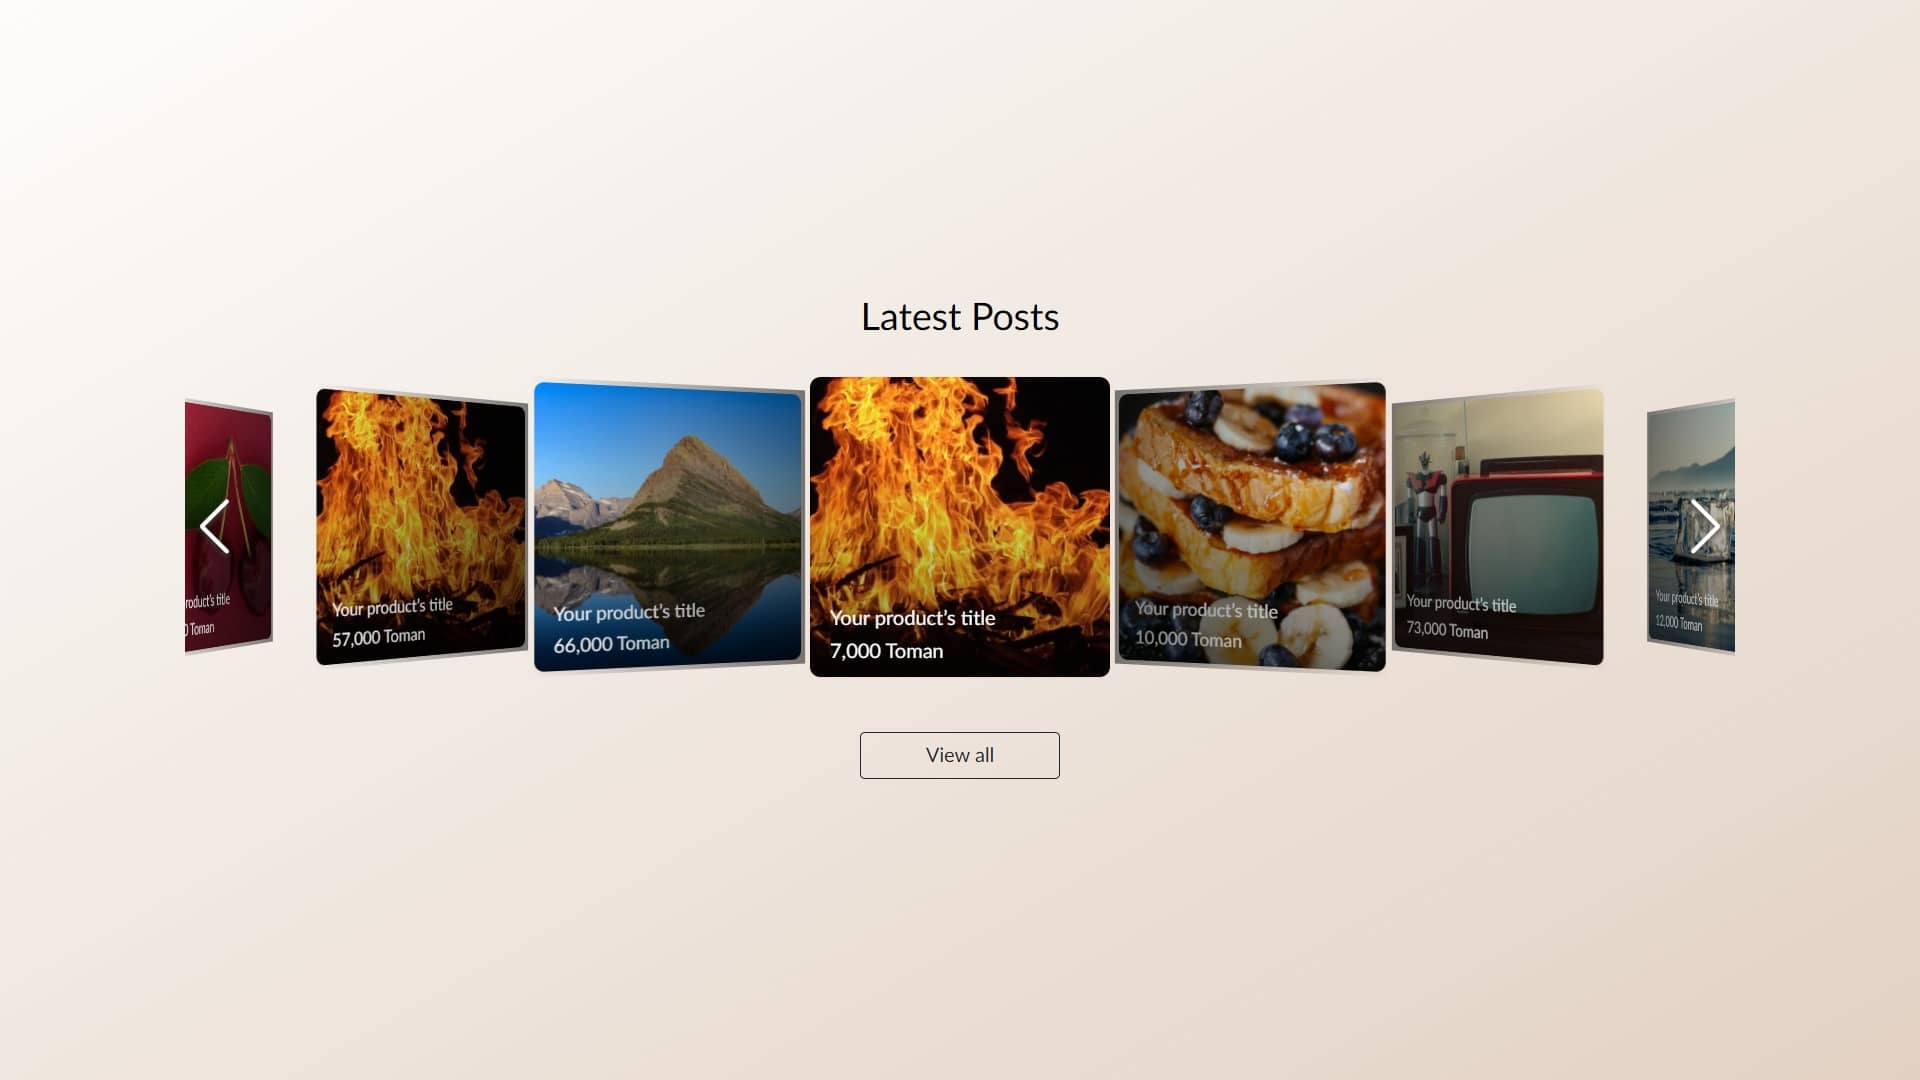 Latest Posts
roduct's title
0 Toman
Your product's title
57,000 Toman
Your product's title
66,000 Toman
Your product's title
7,000 Toman
Your product's title
10,000 Toman
Your product's title
73,000 Toman
Your product's title
12,000 Toman
View all